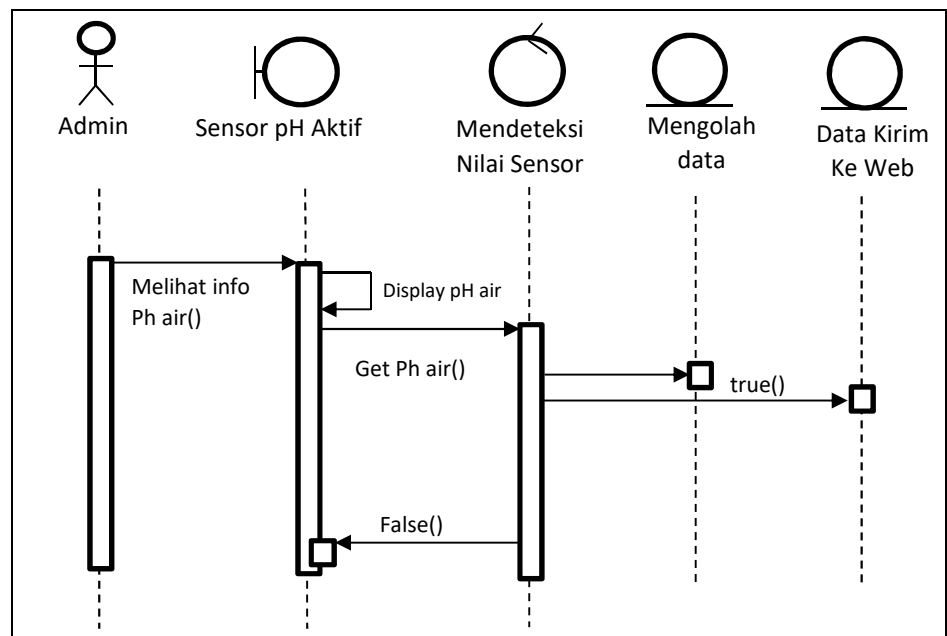 Admin
Sensor pH Aktif
Mendeteksi
Nilai Sensor
Mengolah
data
Data Kirim
Ke Web
Melihat info
Ph air()
Display pH air
Get Ph air()
true()
False()